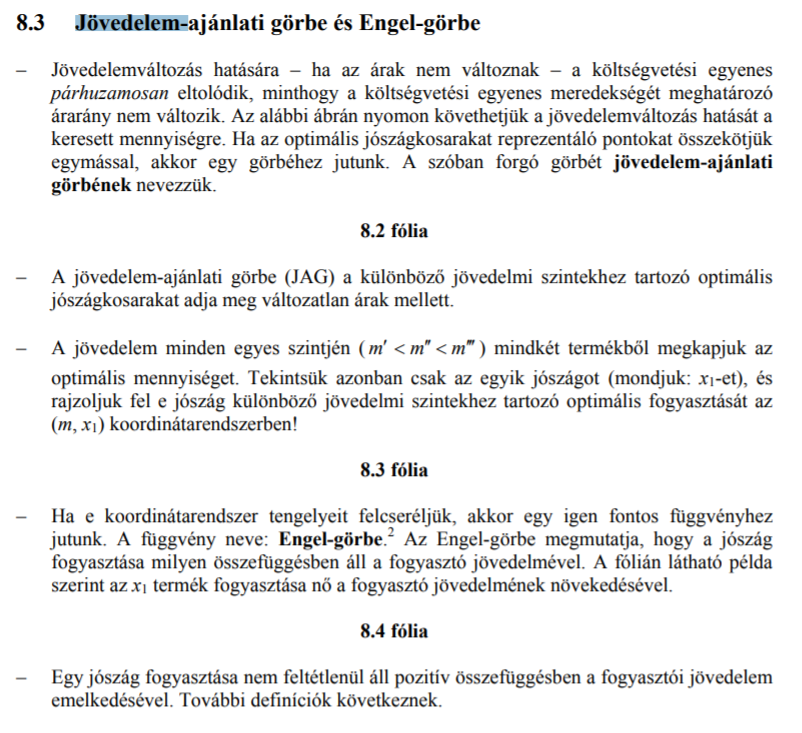 8.3 Jövedelem-ajánlati görbe és Engel-görbe
– Jövedelemváltozás hatására – ha az árak nem változnak – a költségvetési egyenes
párhuzamosan eltolódik, minthogy a költségvetési egyenes meredekségét meghatározó
árarány nem változik. Az alábbi ábrán nyomon követhetjük a jövedelemváltozás hatását a
keresett mennyiségre. Ha az optimális jószágkosarakat reprezentáló pontokat összekötjük
egymással, akkor egy görbéhez jutunk. A szóban forgó görbét jövedelem-ajánlati
görbének nevezzük.
8.2 fólia
– A jövedelem-ajánlati görbe (JAG) a különböző jövedelmi szintekhez tartozó optimális
jószágkosarakat adja meg változatlan árak mellett.
– A jövedelem minden egyes szintjén (m′ < m″ < m‴) mindkét termékből megkapjuk az
optimális mennyiséget. Tekintsük azonban csak az egyik jószágot (mondjuk: x₁-et), és
rajzoljuk fel e jószág különböző jövedelmi szintekhez tartozó optimális fogyasztását az
(m, x₁) koordinátarendszerben!
8.3 fólia
– Ha e koordinátarendszer tengelyeit felcseréljük, akkor egy igen fontos függvényhez
jutunk. A függvény neve: Engel-görbe.² Az Engel-görbe megmutatja, hogy a jószág
fogyasztása milyen összefüggésben áll a fogyasztó jövedelmével. A fólián látható példa
szerint az x₁ termék fogyasztása nő a fogyasztó jövedelmének növekedésével.
8.4 fólia
– Egy jószág fogyasztása nem feltétlenül áll pozitív összefüggésben a fogyasztói jövedelem
emelkedésével. További definíciók következnek.